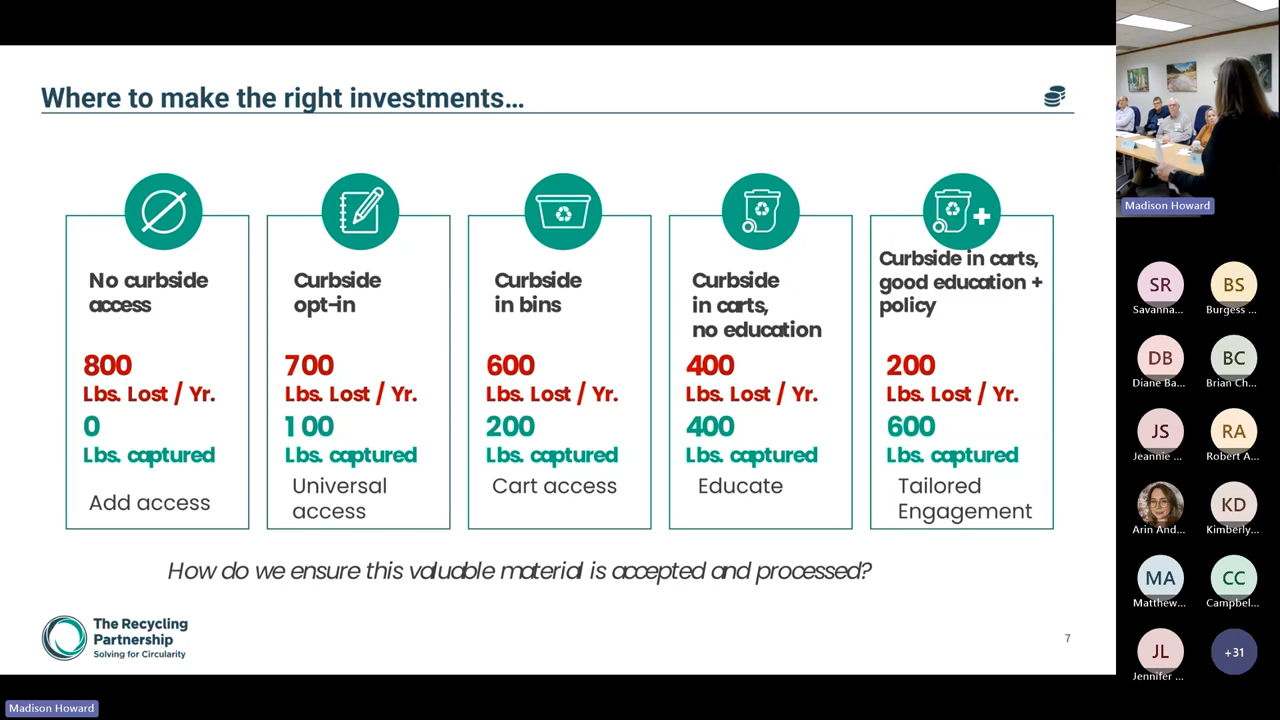 Where to make the right investments...
No curbside
access
800
Lbs. Lost / Yr.
0
Lbs. captured
Add access
Curbside
opt-in
700
Lbs. Lost / Yr.
100
Lbs. captured
Universal
access
Curbside
in bins
600
Lbs. Lost / Yr.
200
Lbs. captured
Cart access
Curbside
in carts,
no education
400
Lbs. Lost / Yr.
400
Lbs. captured
Educate
Curbside in carts,
good education +
policy
200
Lbs. Lost / Yr.
600
Lbs. captured
Tailored
Engagement
How do we ensure this valuable material is accepted and processed?
The Recycling
Partnership
Solving for Circularity
7
Madison Howard
Madison Howard
SR
Savanna...
BS
Burgess ...
DB
Diane Ba...
BC
Brian Ch...
JS
Jeannie ...
RA
Robert A...
Arin And...
KD
Kimberly...
MA
Matthew...
CC
Campbel...
JL
Jennifer ...
+31